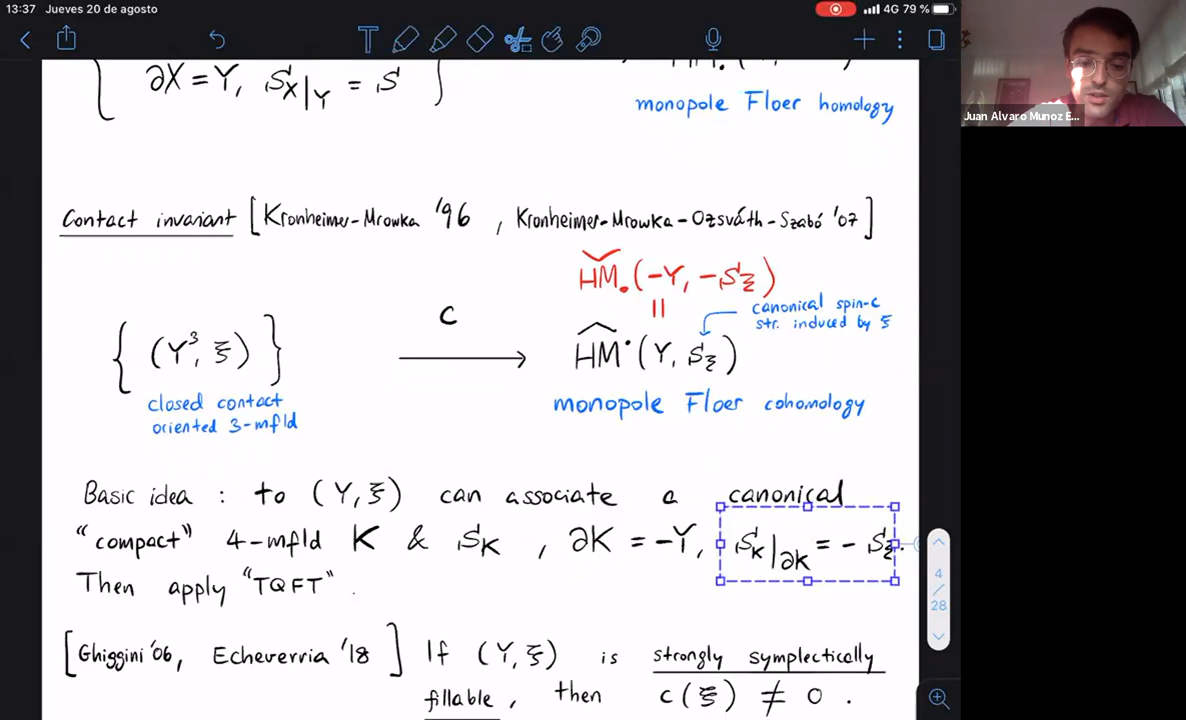 13:37 Jueves 20 de agosto
4G 79 %
∂X = Y, S_X|_Y = S
monopole Floer homology
Juan Alvaro Munoz E...
Contact invariant [Kronheimer-Mrowka '96, Kronheimer-Mrowka-Ozsváth-Szabó '07]
HM.(-Y, -S_ξ)
=
canonical spin-c
str. induced by ξ
{(Y³, ξ)}
C
HM^•(Y, S_ξ)
closed contact
oriented 3-mfld
monopole Floer cohomology
Basic idea : to (Y, ξ) can associate a canonical
"compact" 4-mfld K & S_K, ∂K = -Y, S_K|_∂K = - S_ξ.
Then apply "TQFT".
[Ghiggini '06, Echeverria '18] If (Y, ξ) is strongly symplectically
fillable, then c(ξ) ≠ 0.
4
/
28